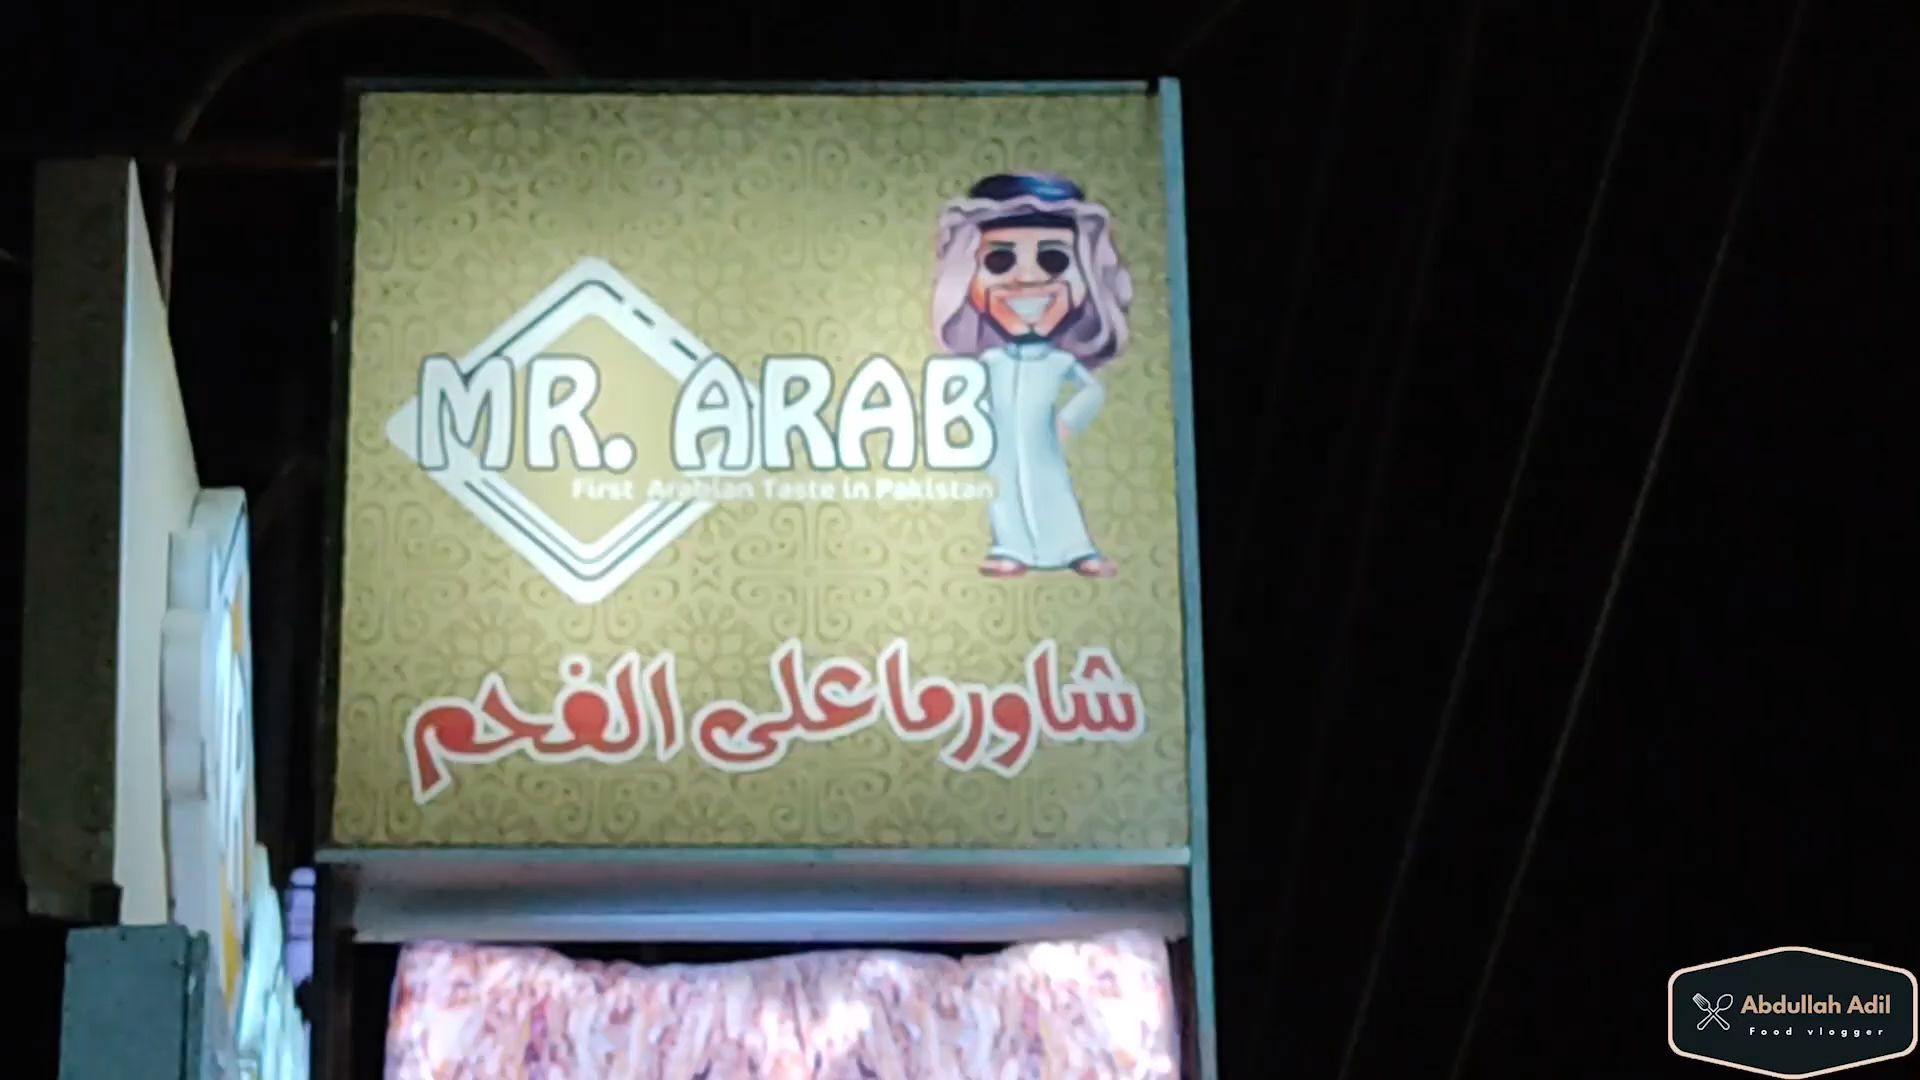 MR. ARAB
First Arabian Taste in Pakistan
شاورما على الفحم
Abdullah Adil
Food vlogger